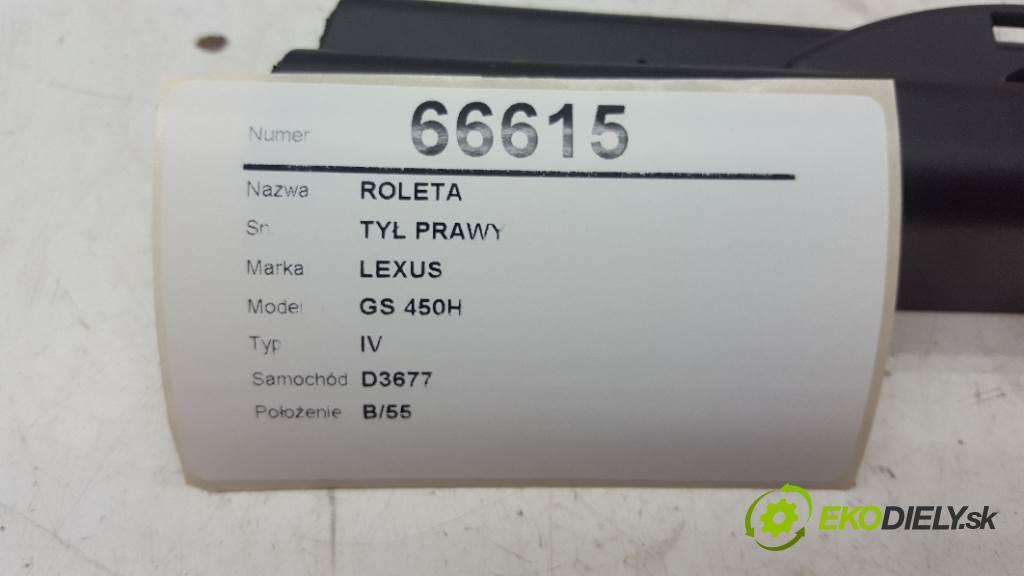 Numer 66615
Nazwa ROLETA
Sn TYŁ PRAWY
Marka LEXUS
Model GS 450H
Typ IV
Samochód D3677
Położenie B/55
EKODIELY.sk